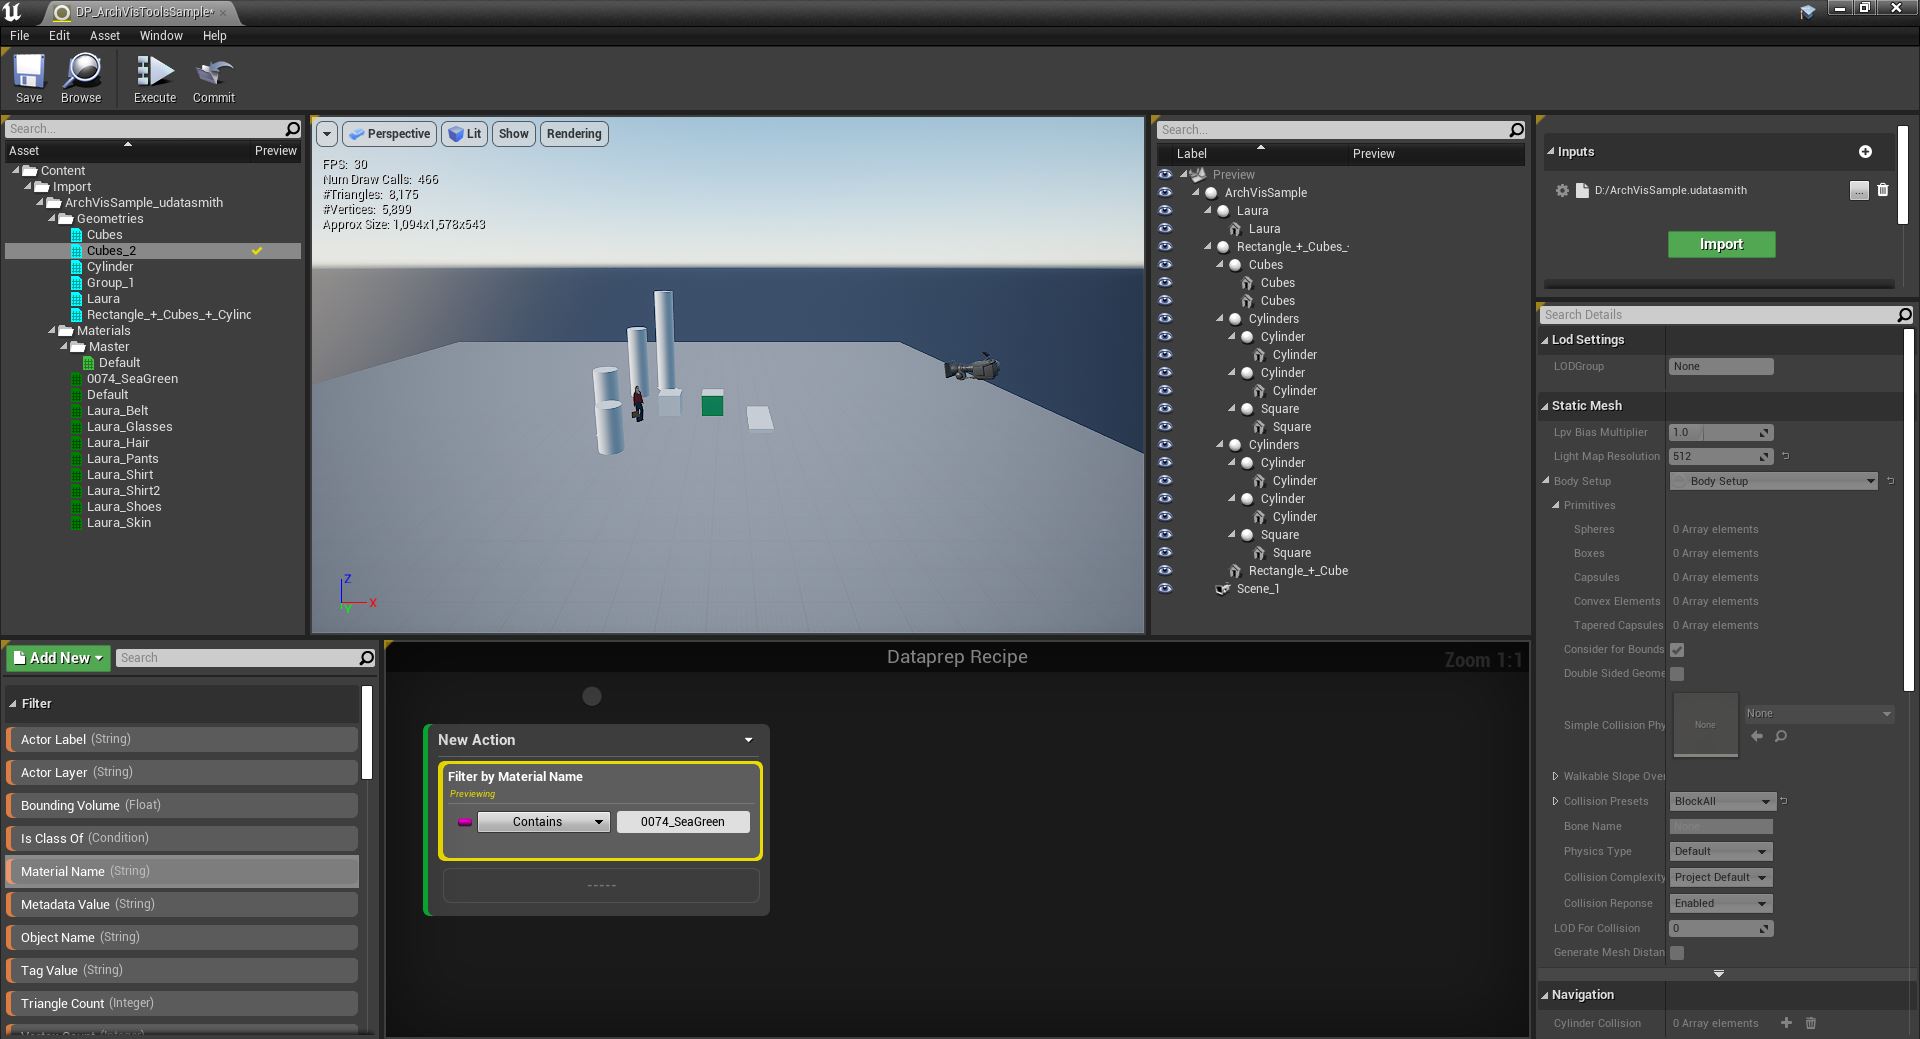 DP_ArchVisToolsSample*
File Edit Asset Window Help
Save Browse Execute Commit
Search...
Asset Preview
Content
Import
ArchVisSample_udatasmith
Geometries
Cubes
Cubes_2
Cylinder
Group_1
Laura
Rectangle_+_Cubes_+_Cylinc
Materials
Master
Default
0074_SeaGreen
Default
Laura_Belt
Laura_Glasses
Laura_Hair
Laura_Pants
Laura_Shirt
Laura_Shirt2
Laura_Shoes
Laura_Skin
Perspective Lit Show Rendering
FPS: 30
Num Draw Calls: 466
#Triangles: 8,175
#Vertices: 5,899
Approx Size: 1,094x1,578x543
Z
X
Y
Search...
Label Preview
Preview
ArchVisSample
Laura
Laura
Rectangle_+_Cubes_-
Cubes
Cubes
Cubes
Cylinders
Cylinder
Cylinder
Cylinder
Cylinder
Square
Square
Cylinders
Cylinder
Cylinder
Cylinder
Cylinder
Square
Square
Rectangle_+_Cube
Scene_1
Inputs
D:/ArchVisSample.udatasmith ...
Import
Search Details
Lod Settings
LODGroup None
Static Mesh
Lpv Bias Multiplier 1.0
Light Map Resolution 512
Body Setup Body Setup
Primitives
Spheres 0 Array elements
Boxes 0 Array elements
Capsules 0 Array elements
Convex Elements 0 Array elements
Tapered Capsules 0 Array elements
Consider for Bounds
Double Sided Geome
Simple Collision Phy None None
Walkable Slope Over
Collision Presets BlockAll
Bone Name None
Physics Type Default
Collision Complexity Project Default
Collision Reponse Enabled
LOD For Collision 0
Generate Mesh Distan
Navigation
Cylinder Collision 0 Array elements
Add New Search
Filter
Actor Label (String)
Actor Layer (String)
Bounding Volume (Float)
Is Class Of (Condition)
Material Name (String)
Metadata Value (String)
Object Name (String)
Tag Value (String)
Triangle Count (Integer)
Vertex Count (Integer)
Dataprep Recipe
Zoom 1:1
New Action
Filter by Material Name
Previewing
Contains 0074_SeaGreen
-----